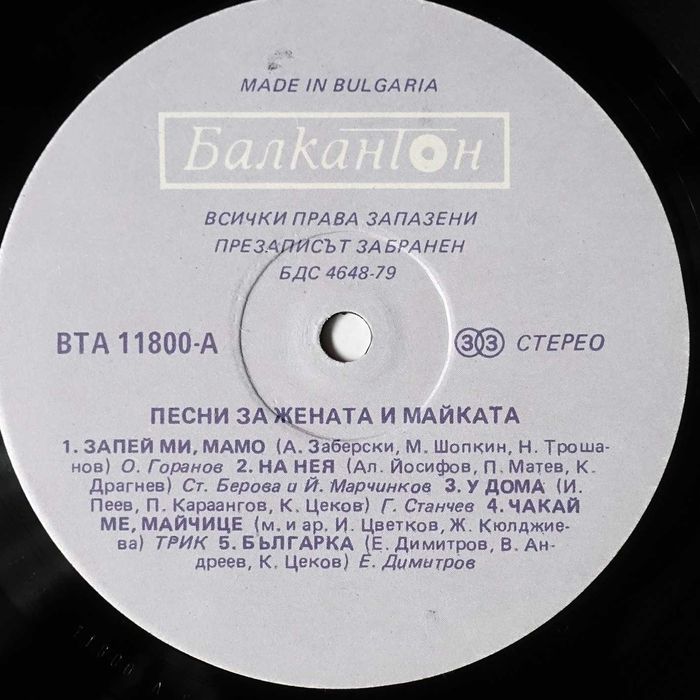 MADE IN BULGARIA
Балкантон
ВСИЧКИ ПРАВА ЗАПАЗЕНИ
ПРЕЗАПИСЪТ ЗАБРАНЕН
БДС 4648-79
ВТА 11800-А
33 СТЕРЕО
ПЕСНИ ЗА ЖЕНАТА И МАЙКАТА
1. ЗАПЕЙ МИ, МАМО (А. Заберски, М. Шопкин, Н. Троша-
нов) О. Горанов 2. НА НЕЯ (Ал. Йосифов, П. Матев, К.
Драгнев) Ст. Берова и Й. Марчинков 3. У ДОМА (И.
Пеев, П. Караангов, К. Цеков) Г. Станчев 4. ЧАКАЙ
МЕ, МАЙЧИЦЕ (м. и ар. И. Цветков, Ж. Кюлджие-
ва) ТРИК 5. БЪЛГАРКА (Е. Димитров, В. Ан-
дреев, К. Цеков) Е. Димитров